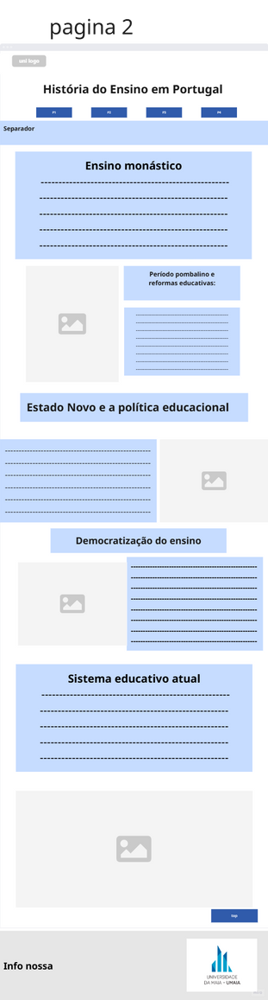 pagina 2
uni logo
História do Ensino em Portugal
P1
P2
P3
P4
Separador
Ensino monástico
Período pombalino e
reformas educativas:
Estado Novo e a política educacional
Democratização do ensino
Sistema educativo atual
top
Info nossa
UNIVERSIDADE
DA MAIA - UMAIA